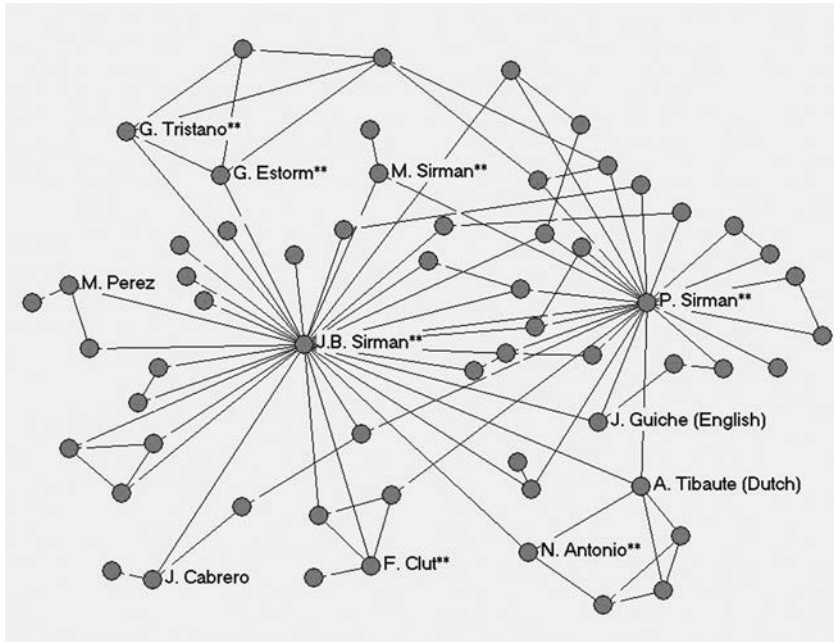 G. Tristano**
G. Estorm**
M. Sirman**
M. Perez
P. Sirman**
J.B. Sirman**
J. Guiche (English)
A. Tibaute (Dutch)
N. Antonio**
F. Clut**
J. Cabrero